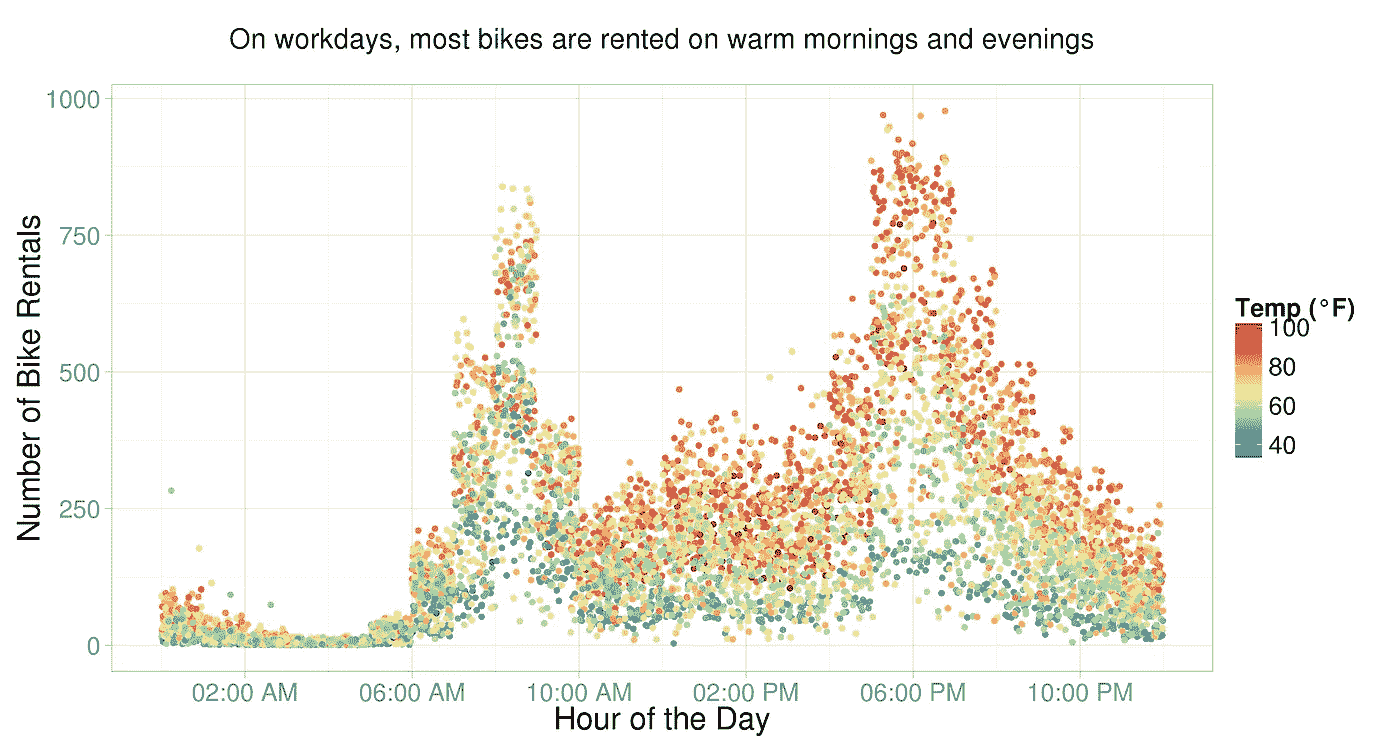 On workdays, most bikes are rented on warm mornings and evenings
1000
750
500
250
0
Number of Bike Rentals
02:00 AM 06:00 AM 10:00 AM 02:00 PM 06:00 PM 10:00 PM
Hour of the Day
Temp (°F)
100
80
60
40